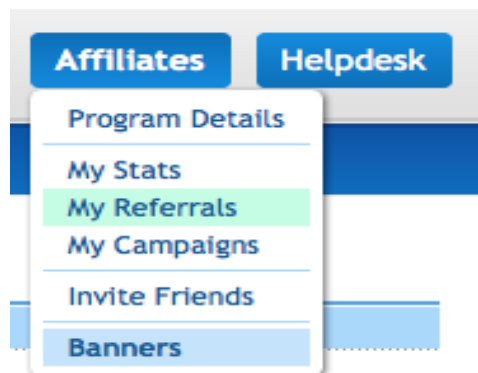 Affiliates Helpdesk
Program Details
My Stats
My Referrals
My Campaigns
Invite Friends
Banners